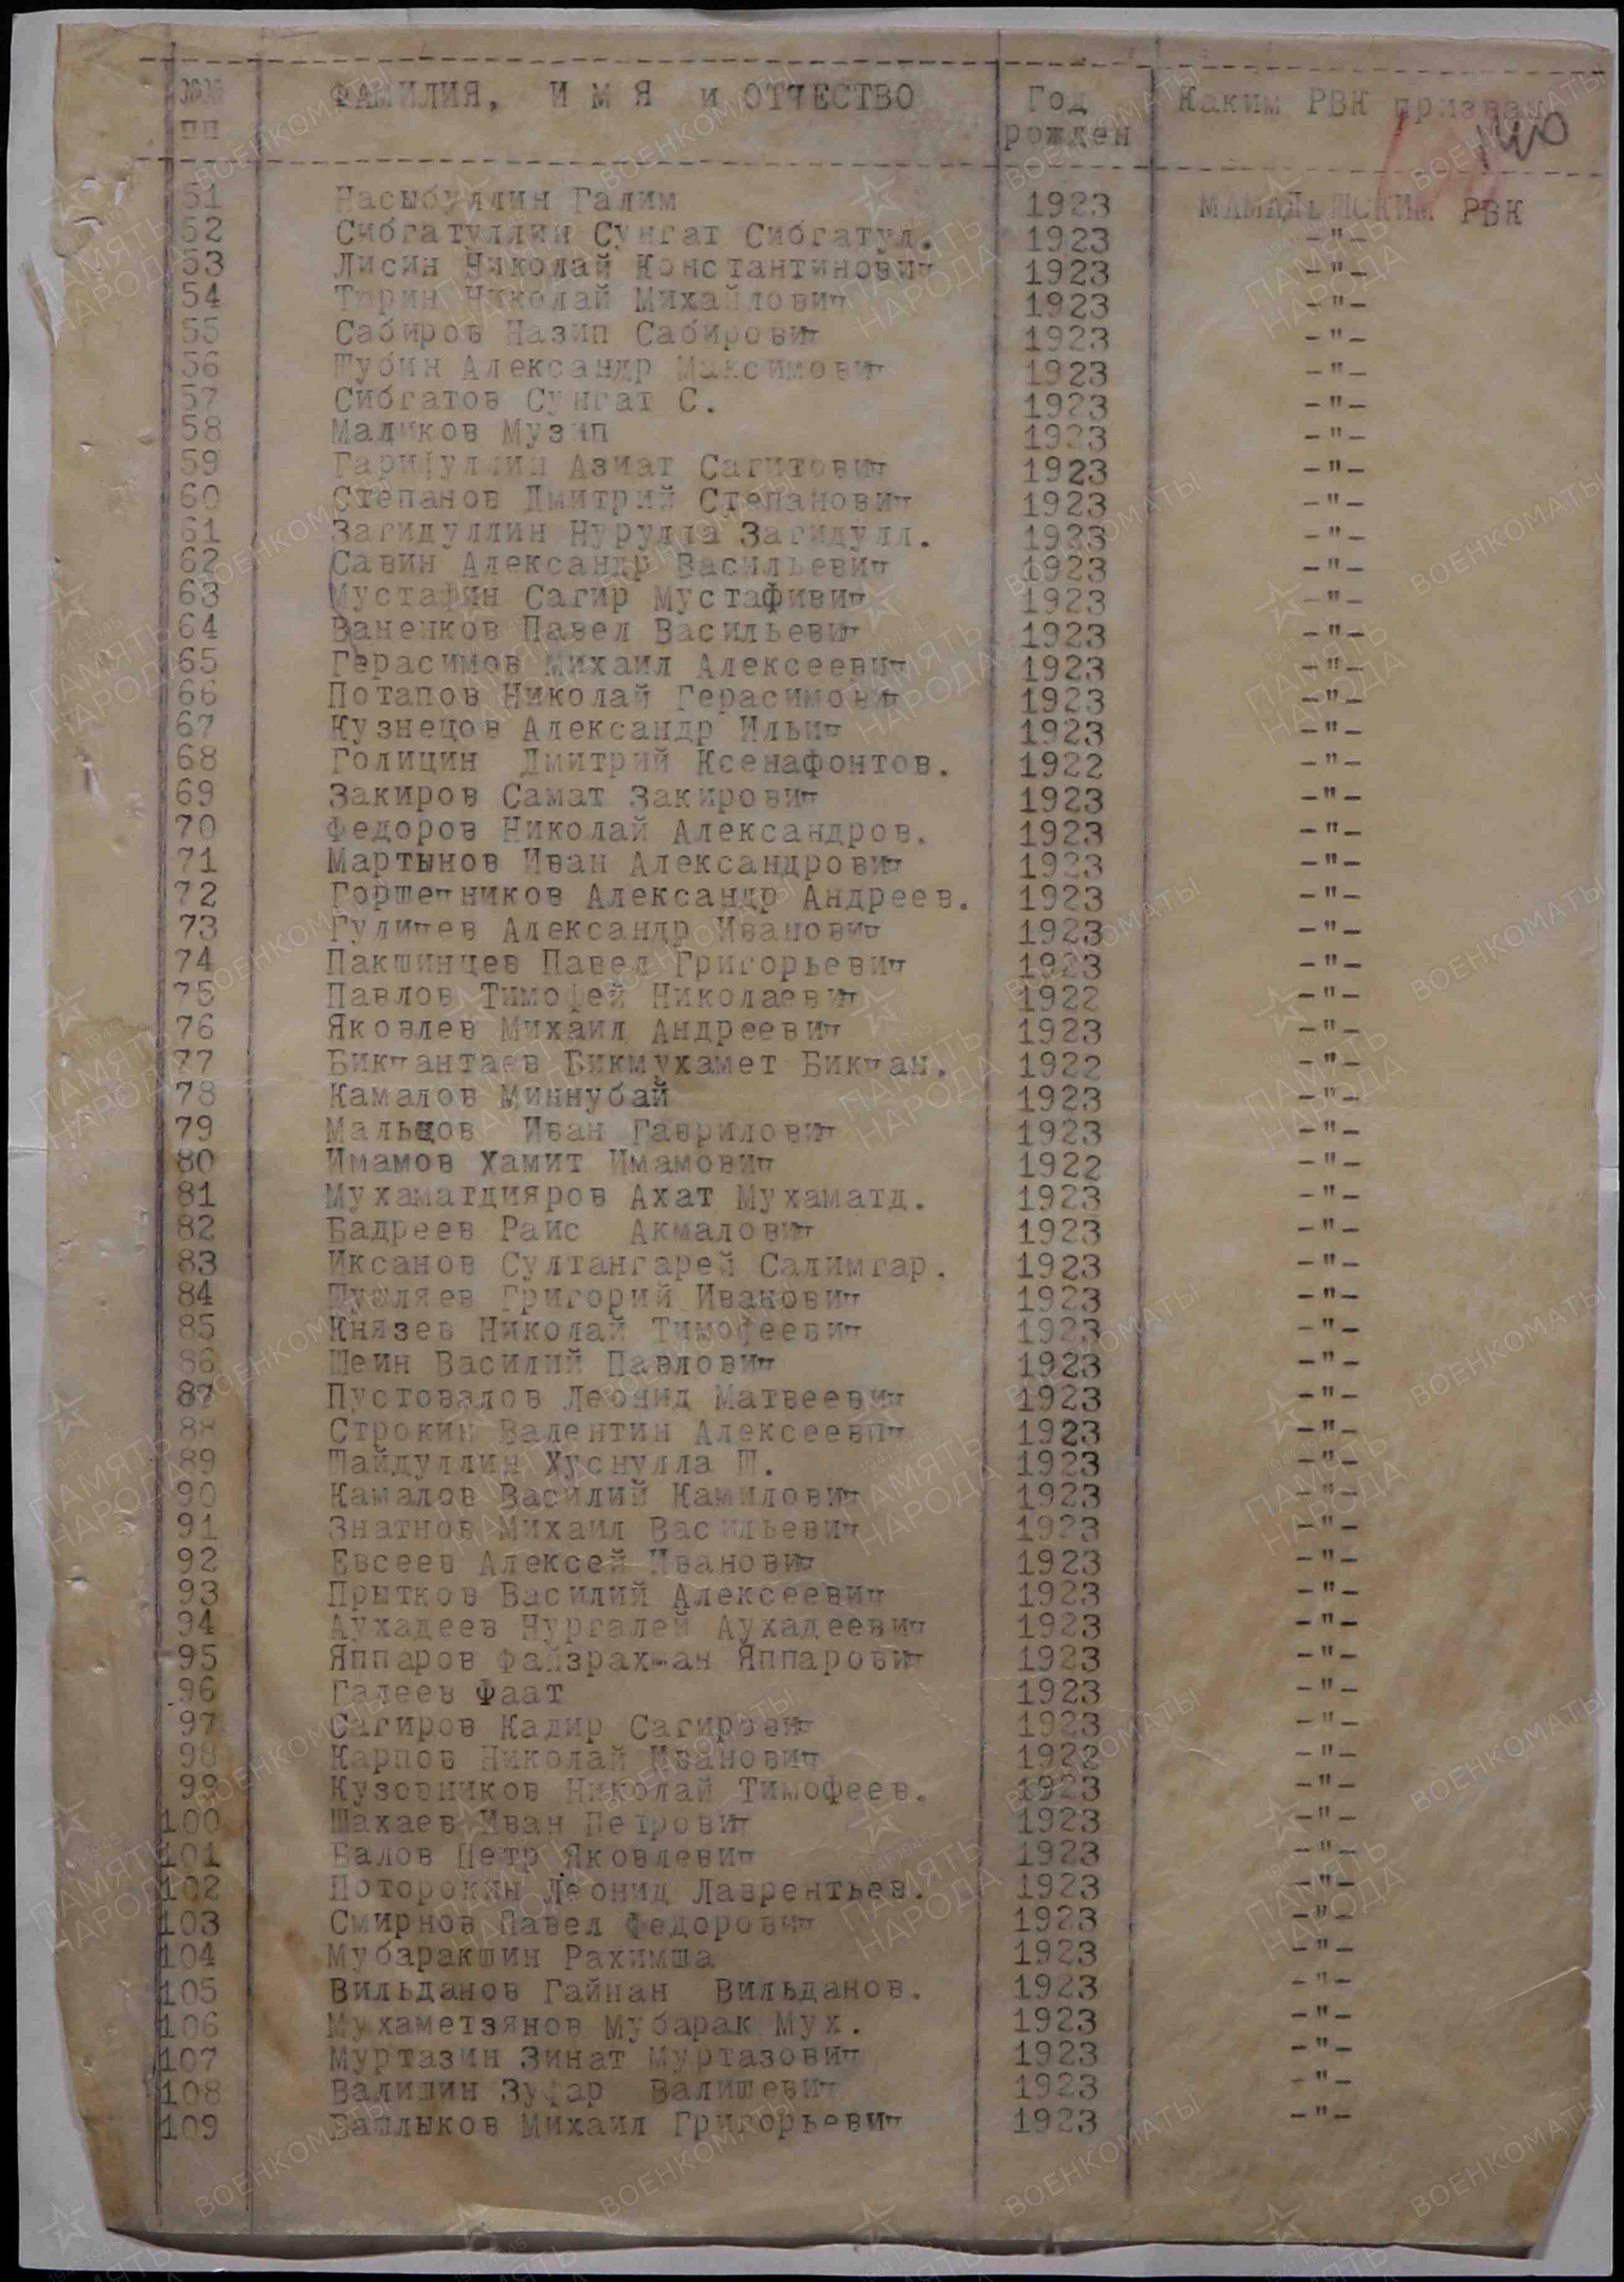 №№ ФАМИЛИЯ, И М Я и ОТЧЕСТВО Год Каким РВК призван
пп рожден
140
51 Насыбуллин Галим 1923 МАМАДЫШСКИМ РВК
52 Сибгатуллин Сунгат Сибгатул. 1923 -"-
53 Лисин Николай Константинович 1923 -"-
54 Тюрин Николай Михайлович 1923 -"-
55 Сабиров Назип Сабирович 1923 -"-
56 Шубин Александр Максимович 1923 -"-
57 Сибгатов Сунгат С. 1923 -"-
58 Маликов Музип 1923 -"-
59 Гарифуллин Азиат Сагитович 1923 -"-
60 Степанов Дмитрий Степанович 1923 -"-
61 Загидуллин Нурулла Загидулл. 1923 -"-
62 Савин Александр Васильевич 1923 -"-
63 Мустафин Сагир Мустафивич 1923 -"-
64 Ваненков Павел Васильевич 1923 -"-
65 Герасимов Михаил Алексеевич 1923 -"-
66 Потапов Николай Герасимович 1923 -"-
67 Кузнецов Александр Ильич 1923 -"-
68 Голицин Дмитрий Ксенафонтов. 1922 -"-
69 Закиров Самат Закирович 1923 -"-
70 Федоров Николай Александров. 1923 -"-
71 Мартынов Иван Александрович 1923 -"-
72 Горшечников Александр Андреев. 1923 -"-
73 Гуличев Александр Иванович 1923 -"-
74 Пакшинцев Павел Григорьевич 1923 -"-
75 Павлов Тимофей Николаевич 1922 -"-
76 Яковлев Михаил Андреевич 1923 -"-
77 Бикчантаев Бикмухамет Бикчан. 1922 -"-
78 Камалов Миннубай 1923 -"-
79 Мальцов Иван Гаврилович 1923 -"-
80 Имамов Хамит Имамович 1922 -"-
81 Мухаматдияров Ахат Мухаматд. 1923 -"-
82 Бадреев Раис Акмалович 1923 -"-
83 Иксанов Султангарей Салимгар. 1923 -"-
84 Григорий Иванович 1923 -"-
85 Князев Николай Тимофеевич 1923 -"-
86 Шеин Василий Павлович 1923 -"-
87 Пустовалов Леонид Матвеевич 1923 -"-
88 Строкин Валентин Алексеевич 1923 -"-
89 Шайдуллин Хуснулла Ш. 1923 -"-
90 Камалов Василий Камилович 1923 -"-
91 Знатнов Михаил Васильевич 1923 -"-
92 Евсеев Алексей Иванович 1923 -"-
93 Прытков Василий Алексеевич 1923 -"-
94 Аухадеев Нургалей Аухадеевич 1923 -"-
95 Яппаров Файзрахман Яппарович 1923 -"-
96 Галеев Фаат 1923 -"-
97 Сагиров Кадир Сагирович 1923 -"-
98 Карпов Николай Иванович 1922 -"-
99 Кузовников Николай Тимофеев. 1923 -"-
100 Шахаев Иван Петрович 1923 -"-
101 Балов Петр Яковлевич 1923 -"-
102 Поторокин Леонид Лаврентьев. 1923 -"-
103 Смирнов Павел Федорович 1923 -"-
104 Мубаракшин Рахимша 1923 -"-
105 Вильданов Гайнан Вильданов. 1923 -"-
106 Мухаметзянов Мубарак Мух. 1923 -"-
107 Муртазин Зинат Муртазович 1923 -"-
108 Валишин Зуфар Валишевич 1923 -"-
109 Башлыков Михаил Григорьевич 1923 -"-